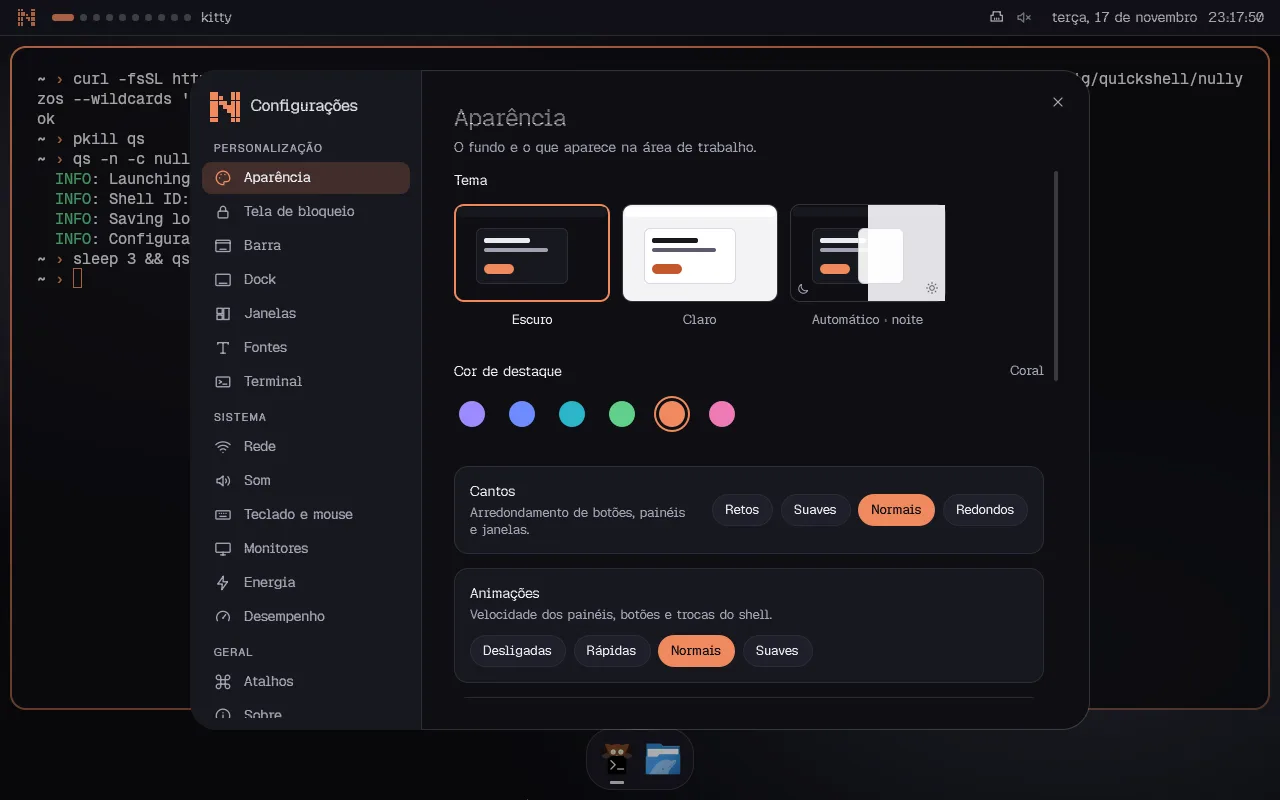 kitty
terça, 17 de novembro 23:17:50
~ › curl -fsSL htt
g/quickshell/nully
zos --wildcards '
ok
~ › pkill qs
~ › qs -n -c null
INFO: Launching
INFO: Shell ID:
INFO: Saving lo
INFO: Configura
~ › sleep 3 && qs
~ ›
Configurações
PERSONALIZAÇÃO
Aparência
Tela de bloqueio
Barra
Dock
Janelas
Fontes
Terminal
SISTEMA
Rede
Som
Teclado e mouse
Monitores
Energia
Desempenho
GERAL
Atalhos
Sobre
Aparência
O fundo e o que aparece na área de trabalho.
Tema
Escuro
Claro
Automático · noite
Cor de destaque
Coral
Cantos
Arredondamento de botões, painéis
e janelas.
Retos
Suaves
Normais
Redondos
Animações
Velocidade dos painéis, botões e trocas do shell.
Desligadas
Rápidas
Normais
Suaves